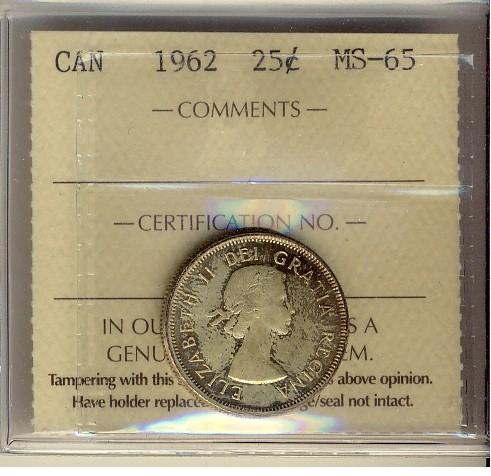 CAN 1962 25¢ MS-65
— COMMENTS —
— CERTIFICATION NO. —
IN OU S A
GENU EM.
Tampering with this above opinion.
Have holder replace ge/seal not intact.
ELIZABETH II DEI GRATIA REGINA